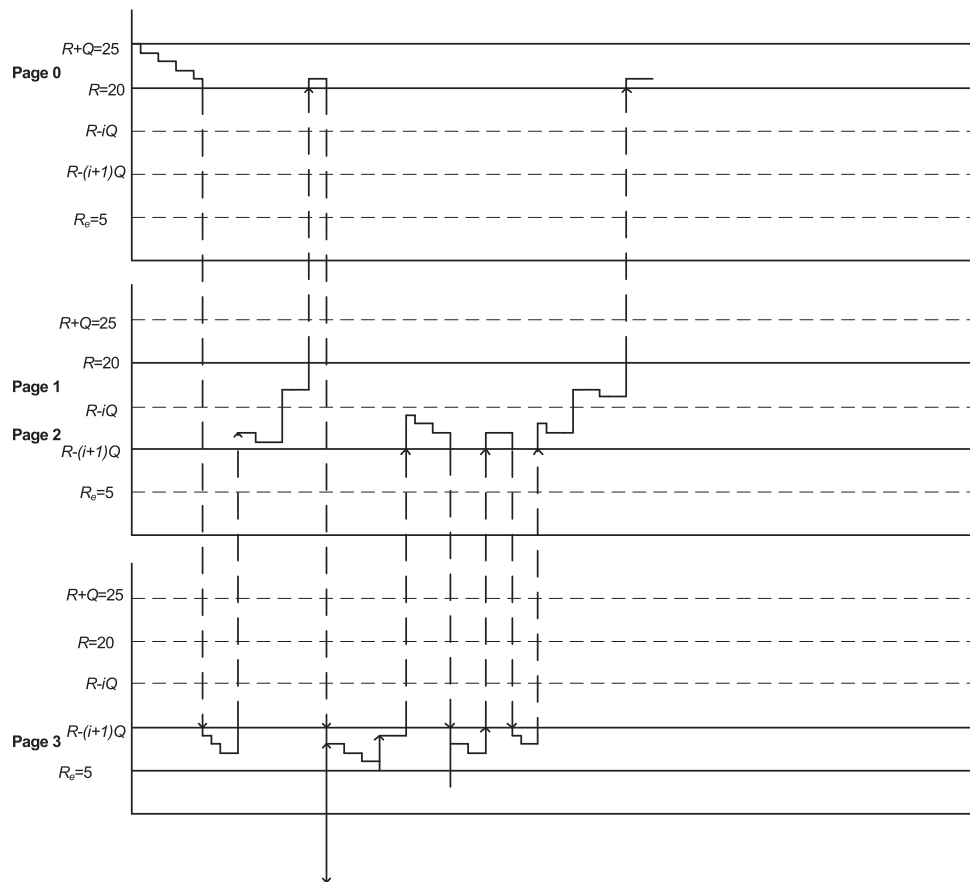 R+Q=25
Page 0
R=20
R-iQ
R-(i+1)Q
Re=5
R+Q=25
R=20
Page 1
R-iQ
Page 2
R-(i+1)Q
Re=5
R+Q=25
R=20
R-iQ
R-(i+1)Q
Page 3
Re=5